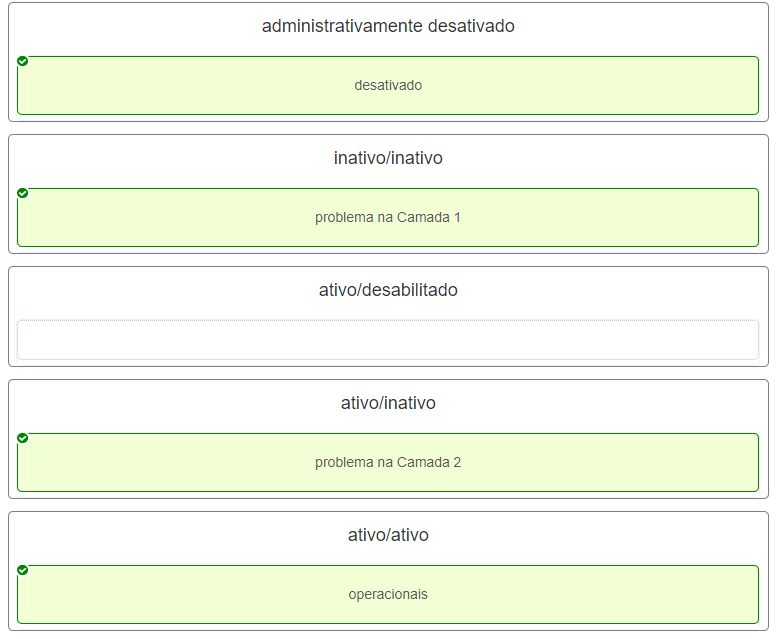 administrativamente desativado
desativado
inativo/inativo
problema na Camada 1
ativo/desabilitado
ativo/inativo
problema na Camada 2
ativo/ativo
operacionais